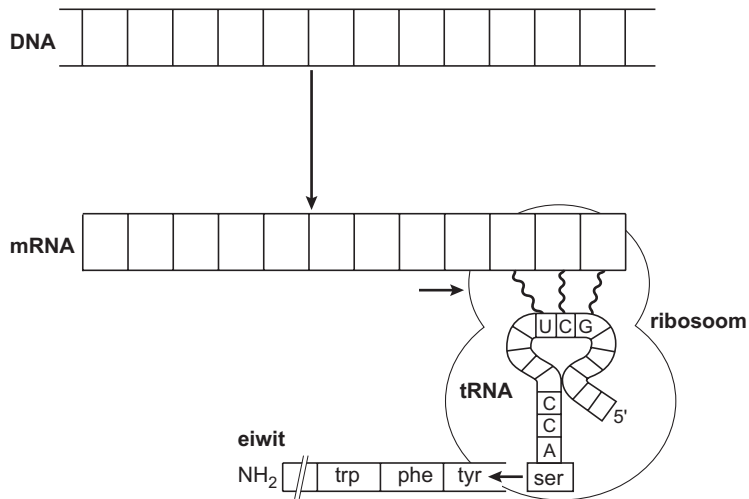 DNA
mRNA
ribosoom
U C G
tRNA
C
C
A
5'
eiwit
NH2 trp phe tyr ser